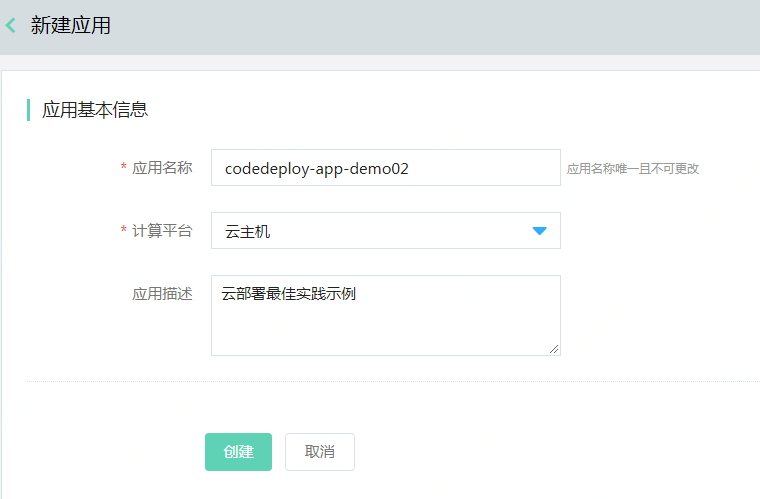 新建应用
应用基本信息
* 应用名称 codedeploy-app-demo02 应用名称唯一且不可更改
* 计算平台 云主机
应用描述 云部署最佳实践示例
创建 取消